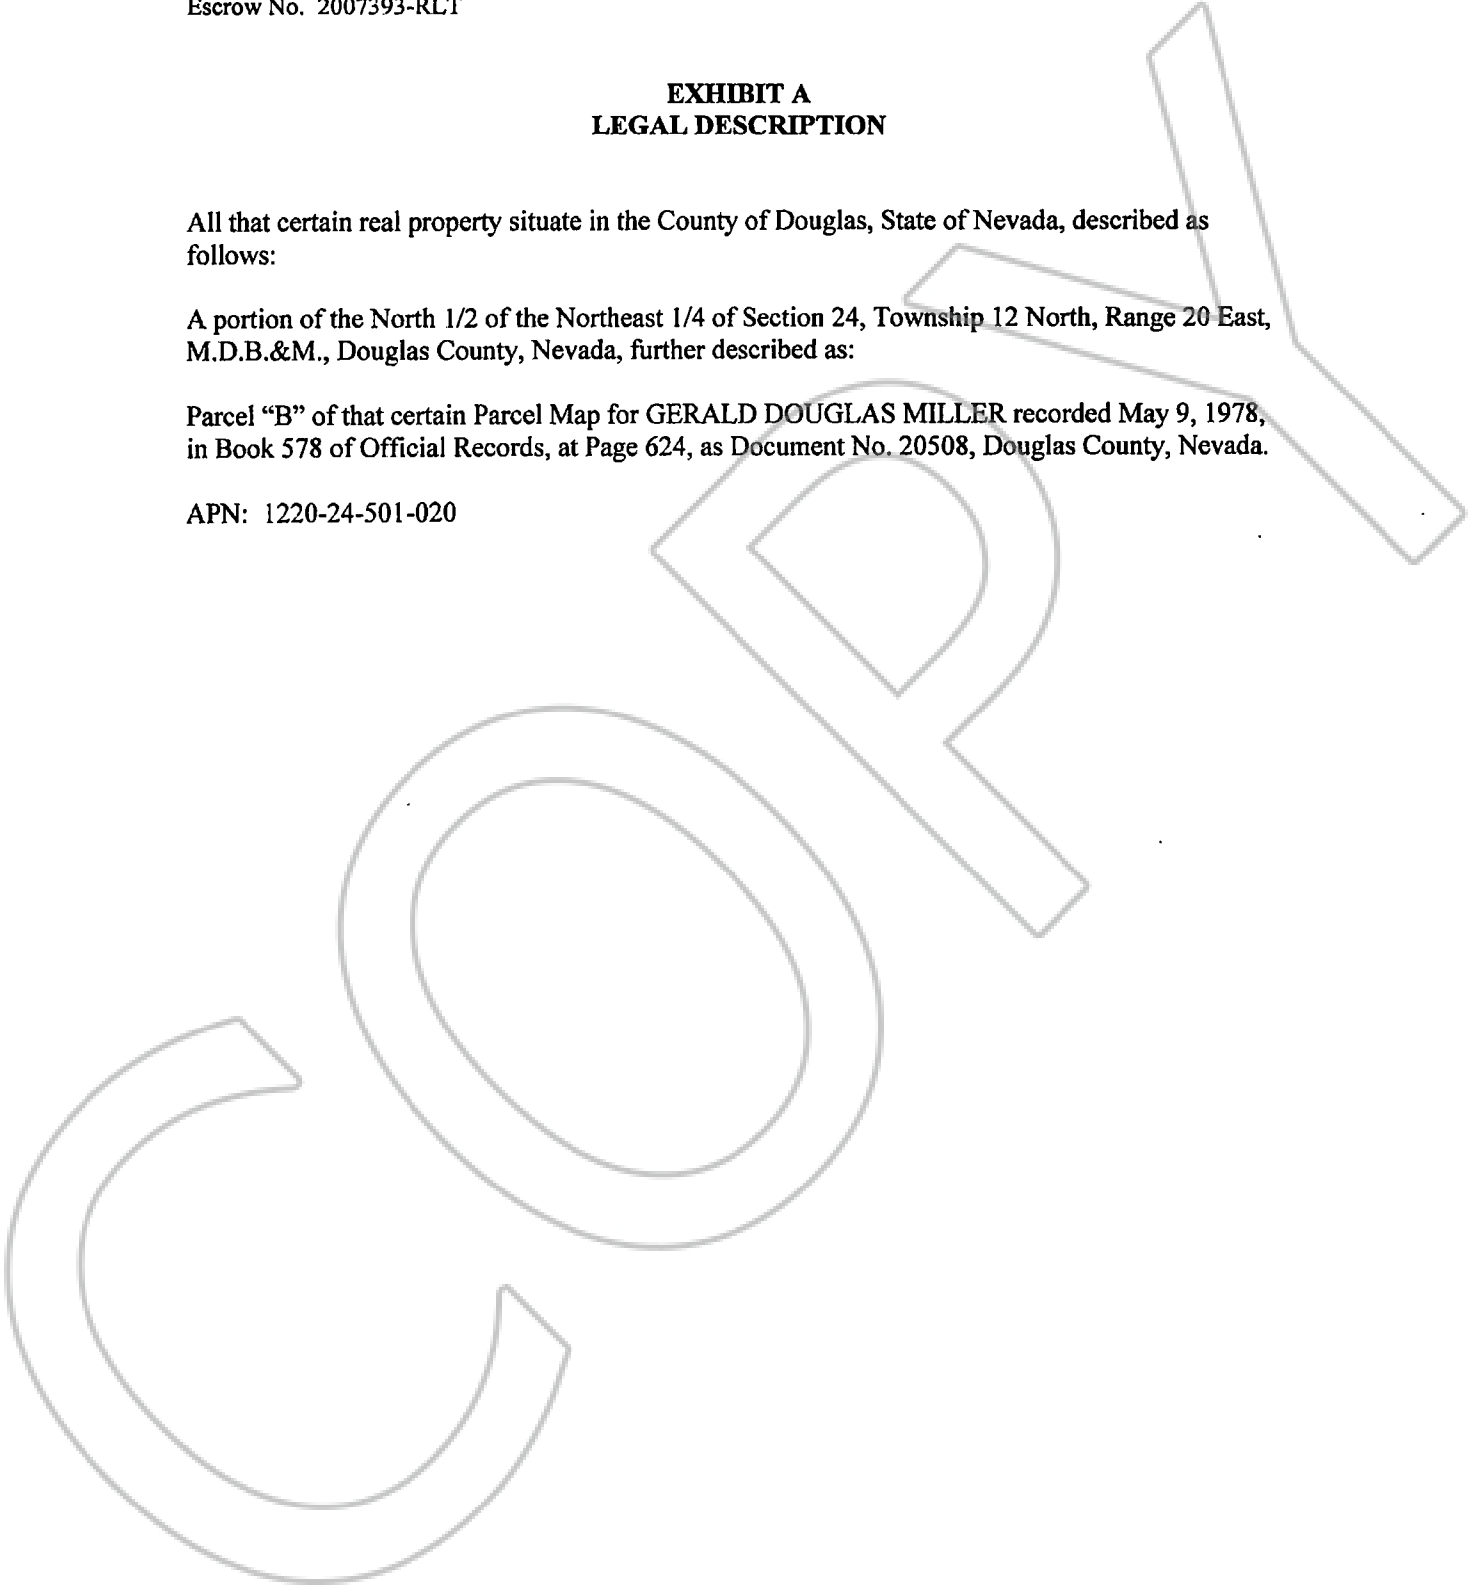 Escrow No. 2007393-RLT
EXHIBIT A
LEGAL DESCRIPTION
All that certain real property situate in the County of Douglas, State of Nevada, described as
follows:
A portion of the North 1/2 of the Northeast 1/4 of Section 24, Township 12 North, Range 20 East,
M.D.B.&M., Douglas County, Nevada, further described as:
Parcel “B” of that certain Parcel Map for GERALD DOUGLAS MILLER recorded May 9, 1978,
in Book 578 of Official Records, at Page 624, as Document No. 20508, Douglas County, Nevada.
APN: 1220-24-501-020
COPY